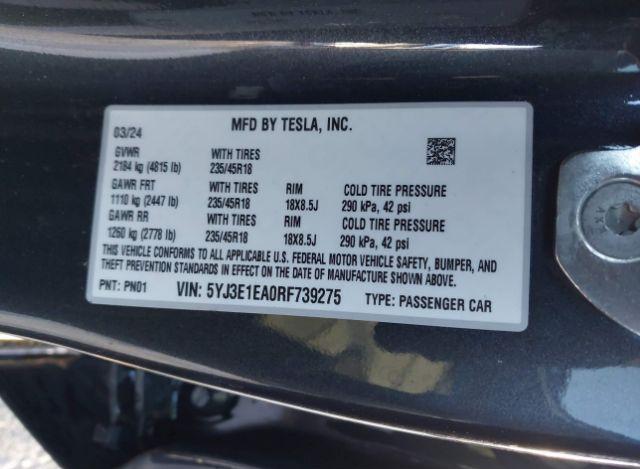 MFD BY TESLA, INC.
03/24
GVWR WITH TIRES
2184 kg (4815 lb) 235/45R18
GAWR FRT WITH TIRES RIM COLD TIRE PRESSURE
1110 kg (2447 lb) 235/45R18 18X8.5J 290 kPa, 42 psi
GAWR RR WITH TIRES RIM COLD TIRE PRESSURE
1260 kg (2778 lb) 235/45R18 18X8.5J 290 kPa, 42 psi
THIS VEHICLE CONFORMS TO ALL APPLICABLE U.S. FEDERAL MOTOR VEHICLE SAFETY, BUMPER, AND
THEFT PREVENTION STANDARDS IN EFFECT ON THE DATE OF MANUFACTURE SHOWN ABOVE.
PNT: PN01 VIN: 5YJ3E1EA0RF739275 TYPE: PASSENGER CAR